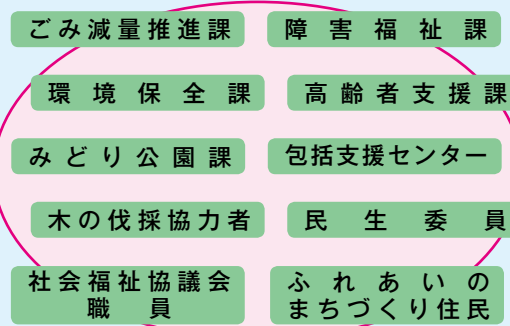 ごみ減量推進課
障害福祉課
環境保全課
高齢者支援課
みどり公園課
包括支援センター
木の伐採協力者
民生委員
社会福祉協議会
職員
ふれあいの
まちづくり住民